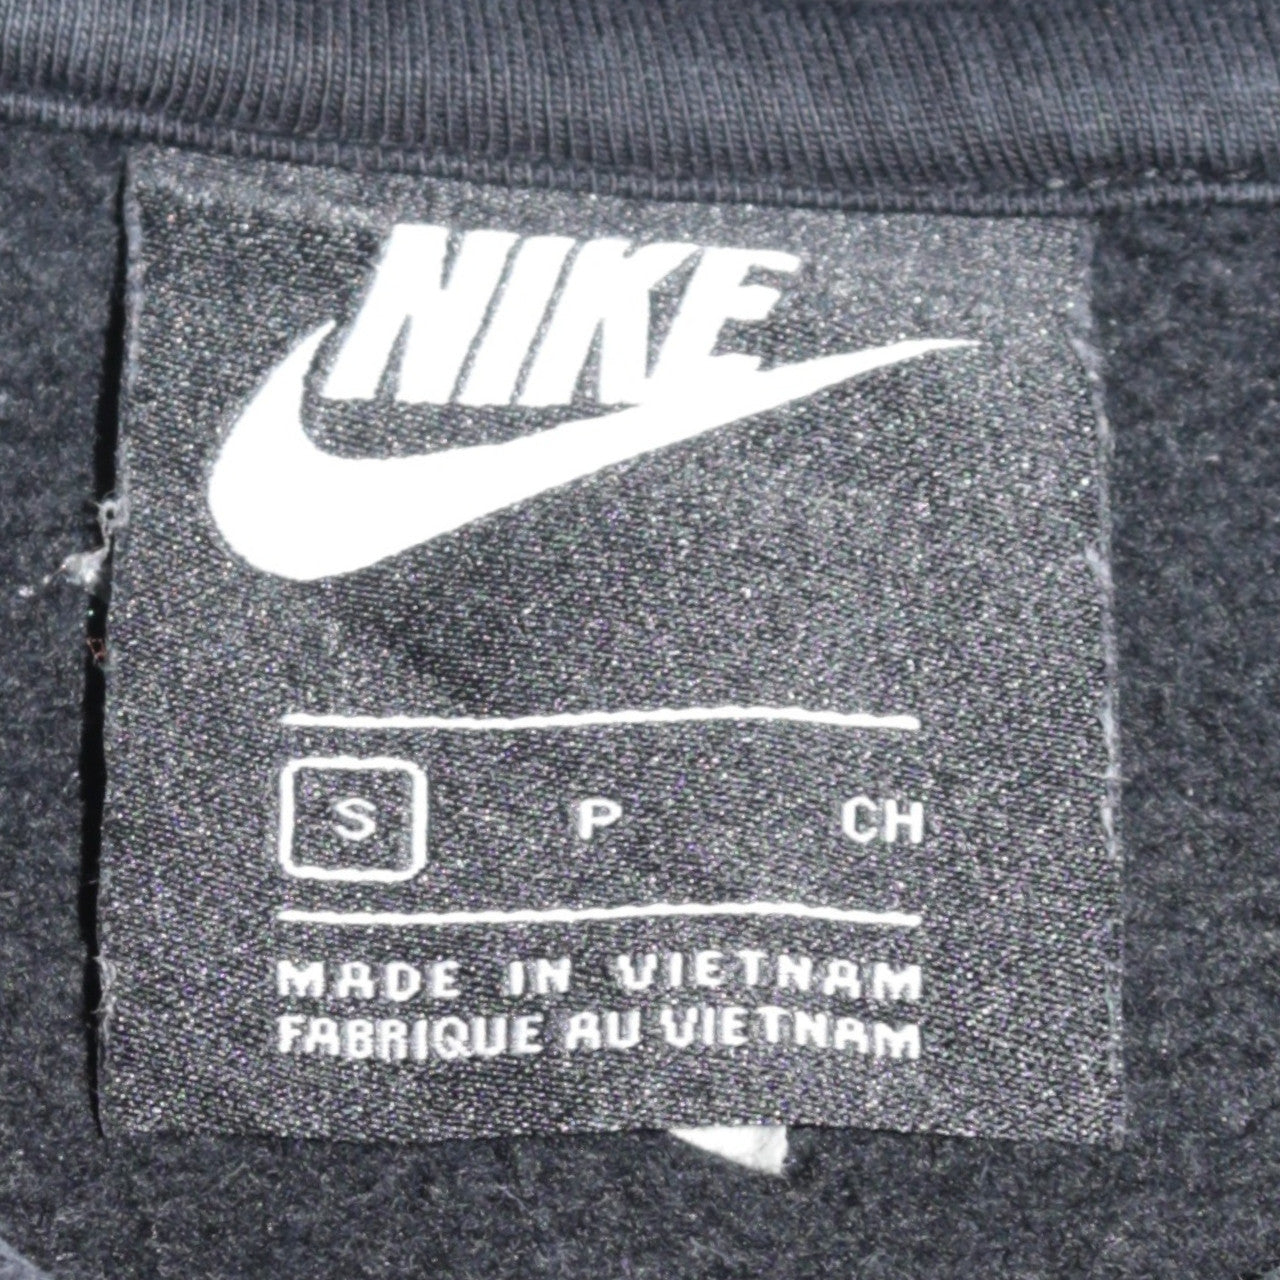 NIKE
S P CH
MADE IN VIETNAM
FABRIQUE AU VIETNAM